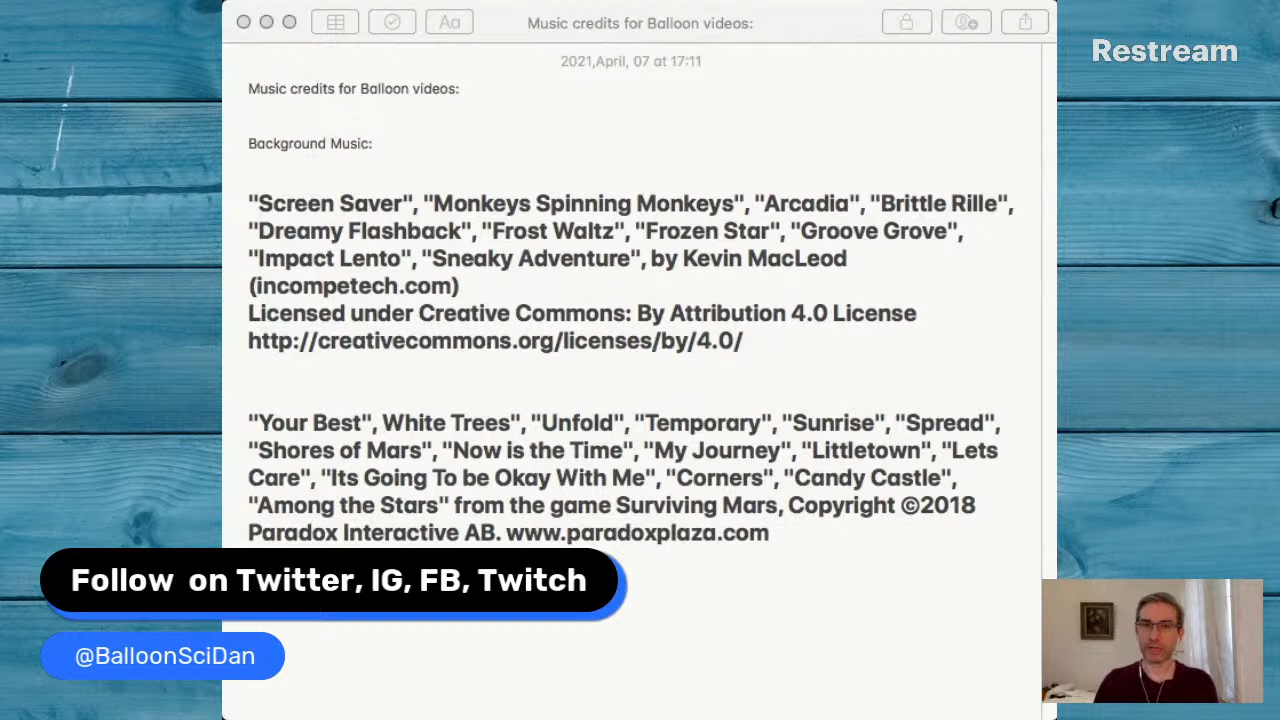 Music credits for Balloon videos:
Restream
2021,April, 07 at 17:11
Music credits for Balloon videos:
Background Music:
"Screen Saver", "Monkeys Spinning Monkeys", "Arcadia", "Brittle Rille",
"Dreamy Flashback", "Frost Waltz", "Frozen Star", "Groove Grove",
"Impact Lento", "Sneaky Adventure", by Kevin MacLeod
(incompetech.com)
Licensed under Creative Commons: By Attribution 4.0 License
http://creativecommons.org/licenses/by/4.0/
"Your Best", White Trees", "Unfold", "Temporary", "Sunrise", "Spread",
"Shores of Mars", "Now is the Time", "My Journey", "Littletown", "Lets
Care", "Its Going To be Okay With Me", "Corners", "Candy Castle",
"Among the Stars" from the game Surviving Mars, Copyright ©2018
Paradox Interactive AB. www.paradoxplaza.com
Follow on Twitter, IG, FB, Twitch
@BalloonSciDan
Aa